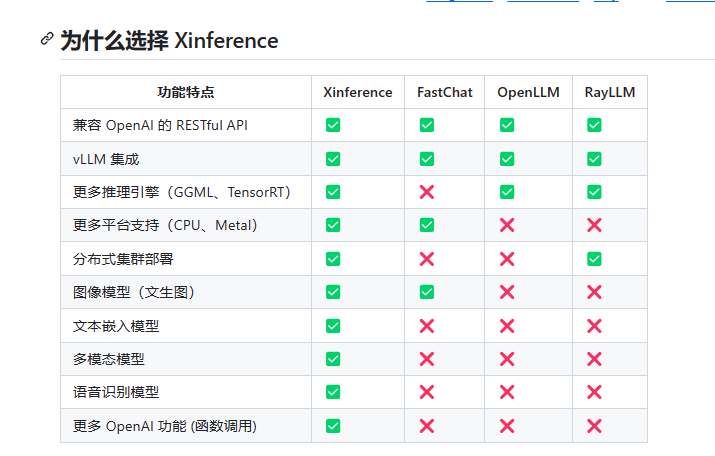 为什么选择 Xinference
功能特点 Xinference FastChat OpenLLM RayLLM
兼容 OpenAI 的 RESTful API ✅ ✅ ✅ ✅
vLLM 集成 ✅ ✅ ✅ ✅
更多推理引擎（GGML、TensorRT） ✅ ❌ ✅ ✅
更多平台支持（CPU、Metal） ✅ ✅ ❌ ❌
分布式集群部署 ✅ ❌ ❌ ✅
图像模型（文生图） ✅ ✅ ❌ ❌
文本嵌入模型 ✅ ❌ ❌ ❌
多模态模型 ✅ ❌ ❌ ❌
语音识别模型 ✅ ❌ ❌ ❌
更多 OpenAI 功能 (函数调用) ✅ ❌ ❌ ❌